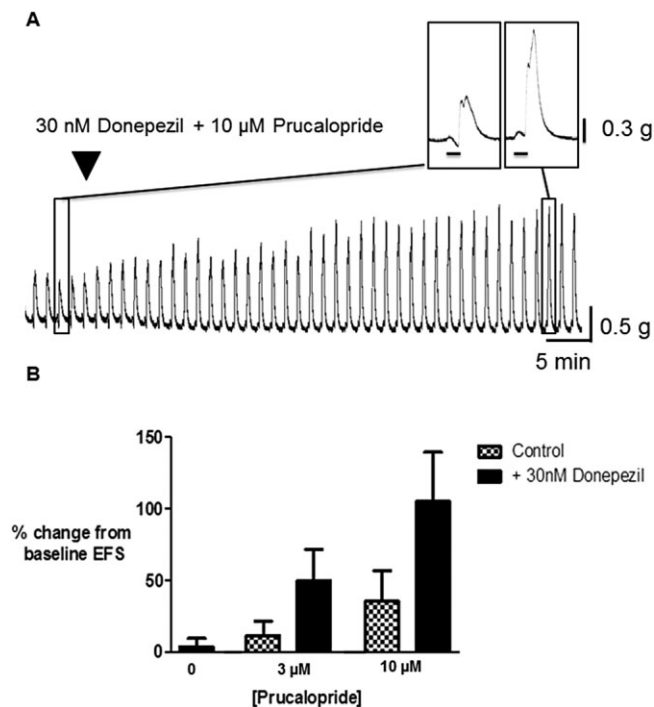 A
30 nM Donepezil + 10 µM Prucalopride
0.3 g
0.5 g
5 min
B
150
100
50
0
% change from
baseline EFS
Control
+ 30nM Donepezil
0
3 µM
10 µM
[Prucalopride]